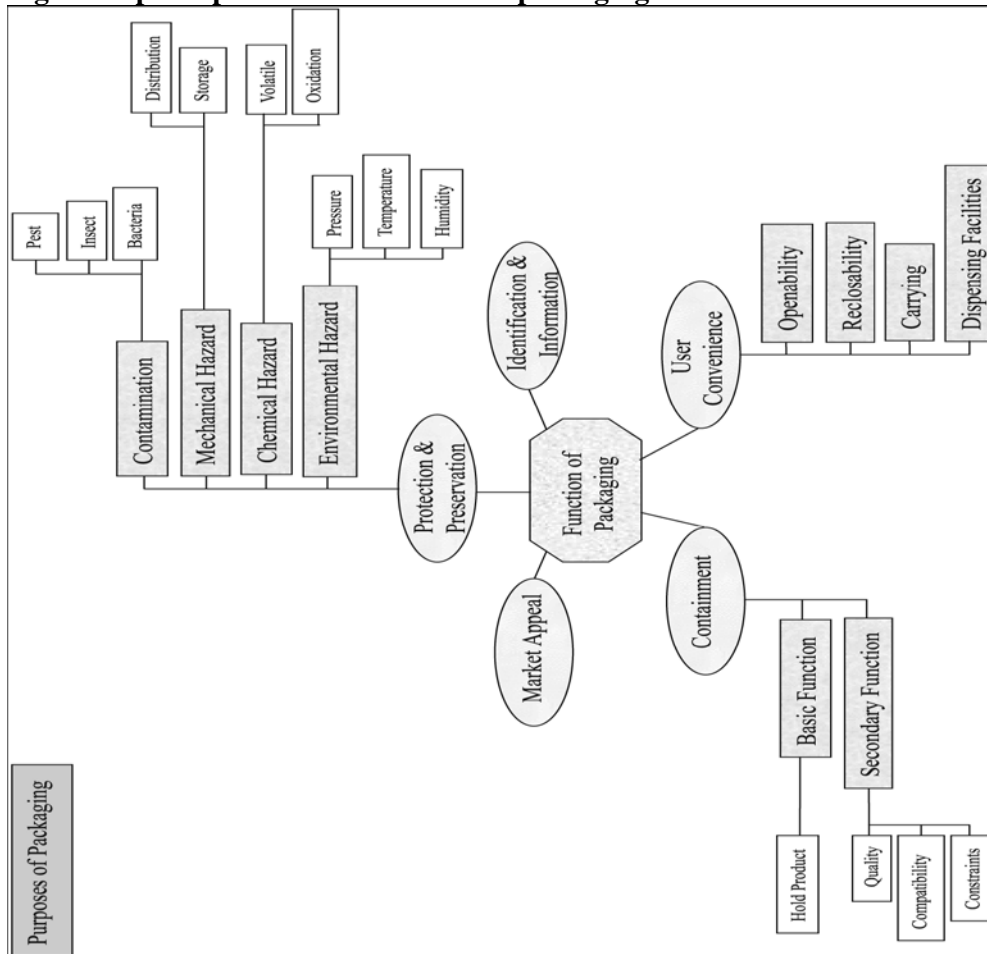 Purposes of Packaging
Pest
Insect
Bacteria
Contamination
Distribution
Storage
Mechanical Hazard
Volatile
Oxidation
Chemical Hazard
Pressure
Temperature
Humidity
Environmental Hazard
Protection &
Preservation
Identification &
Information
Market Appeal
Function of
Packaging
User
Convenience
Openability
Reclosability
Carrying
Dispensing Facilities
Containment
Basic Function
Hold Product
Secondary Function
Quality
Compatibility
Constraints